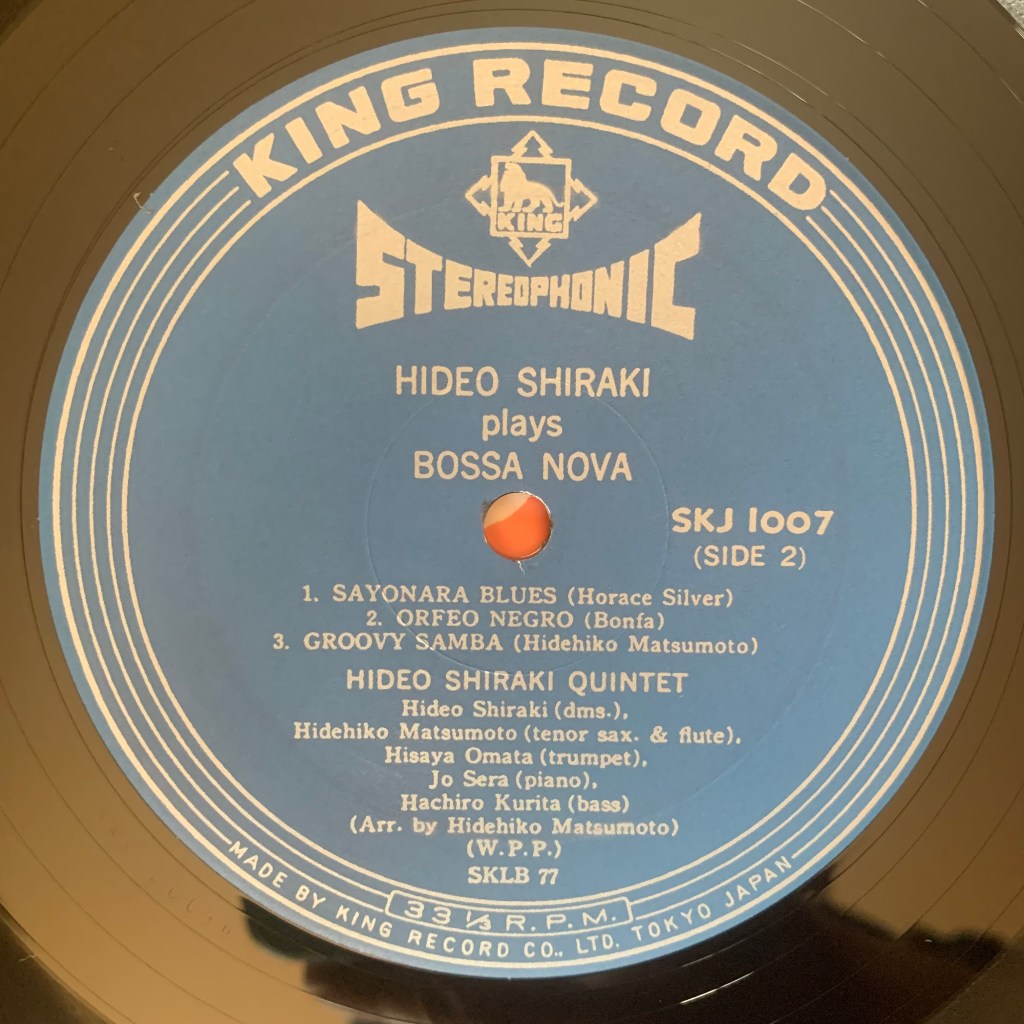 KING RECORD
KING
STEREOPHONIC
HIDEO SHIRAKI
plays
BOSSA NOVA
SKJ 1007
(SIDE 2)
1. SAYONARA BLUES (Horace Silver)
2. ORFEO NEGRO (Bonfa)
3. GROOVY SAMBA (Hidehiko Matsumoto)
HIDEO SHIRAKI QUINTET
Hideo Shiraki (dms.),
Hidehiko Matsumoto (tenor sax. & flute),
Hisaya Omata (trumpet),
Jo Sera (piano),
Hachiro Kurita (bass)
(Arr. by Hidehiko Matsumoto)
(W.P.P.)
SKLB 77
33 1/3 R.P.M.
MADE BY KING RECORD CO., LTD. TOKYO JAPAN